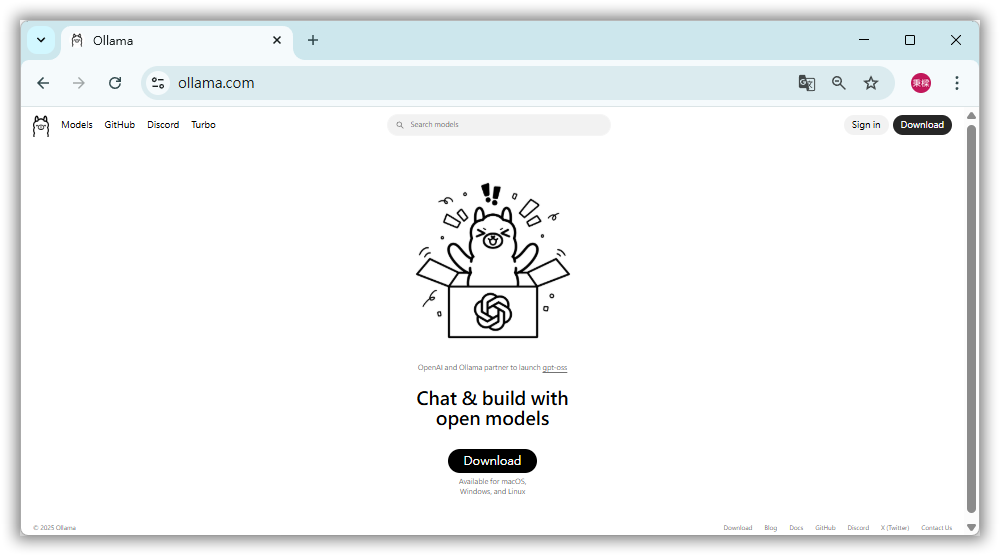 Ollama
ollama.com
秉樑
Models GitHub Discord Turbo
Search models
Sign in Download
!!
OpenAI and Ollama partner to launch gpt-oss
Chat & build with
open models
Download
Available for macOS,
Windows, and Linux
© 2025 Ollama
Download Blog Docs GitHub Discord X (Twitter) Contact Us